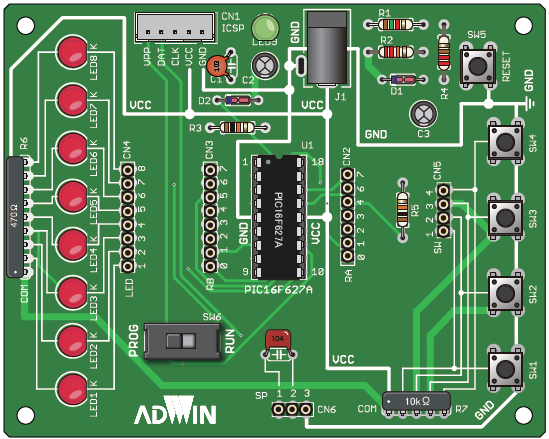 CN1
ICSP
VPP
DAT
CLK
VCC
GND
C1
103
C2
LED9
GND
J1
R1
R2
R4
D1
SW5
RESET
C3
GND
GND
VCC
VCC
D2
R3
LED8 K
LED7 K
LED6 K
LED5 K
LED4 K
LED3 K
LED2 K
LED1 K
R6
470Ω
COM
CN4
8
7
6
5
4
3
2
1
LED
CN3
7
6
5
4
3
2
1
0
RB
U1
1
18
9
10
PIC16F627A
PIC16F627A
GND
VCC
CN2
7
6
5
4
3
2
1
0
RA
R5
CN5
4
3
2
1
SW
SW4
SW3
SW2
SW1
SW6
PROG
RUN
104
SP
1 2 3
CN6
VCC
COM
10kΩ
R7
GND
ADWIN